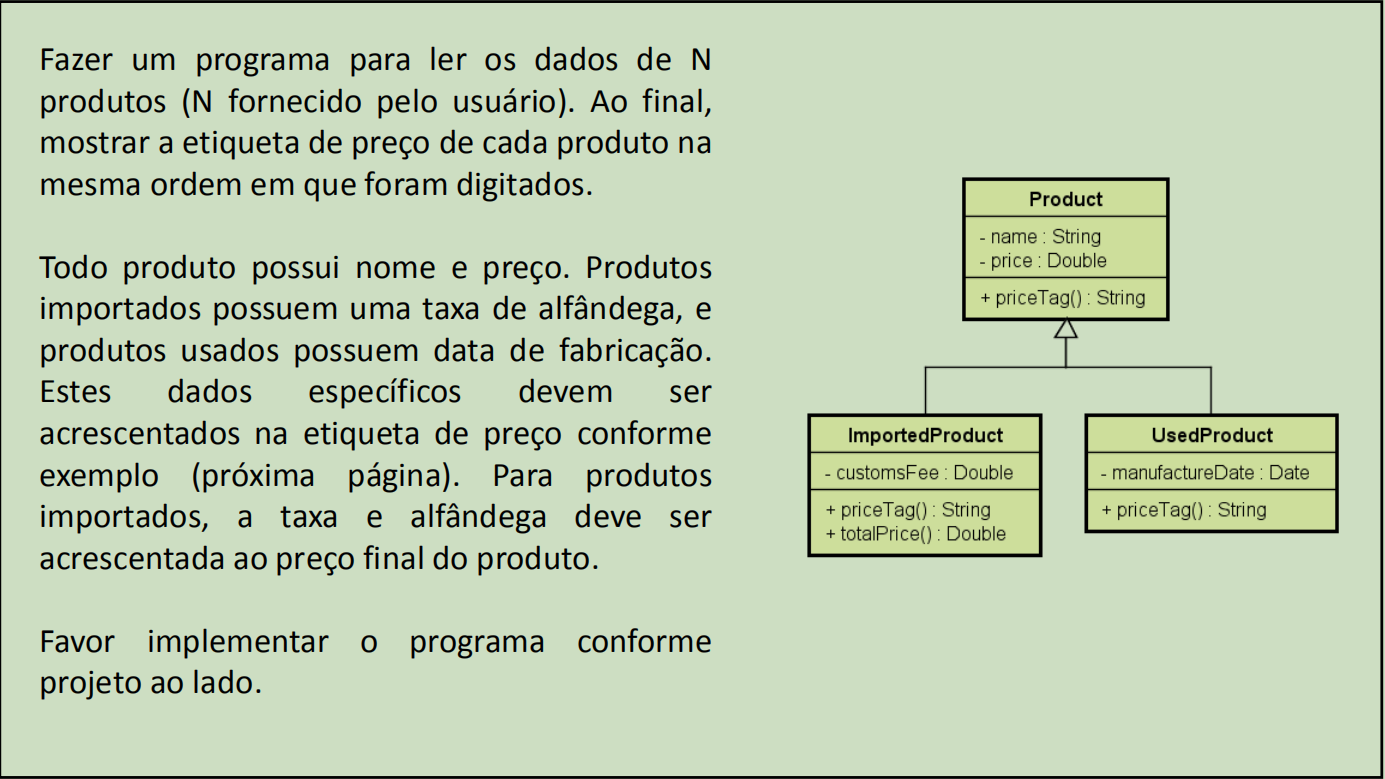 Fazer um programa para ler os dados de N
produtos (N fornecido pelo usuário). Ao final,
mostrar a etiqueta de preço de cada produto na
mesma ordem em que foram digitados.
Todo produto possui nome e preço. Produtos
importados possuem uma taxa de alfândega, e
produtos usados possuem data de fabricação.
Estes dados específicos devem ser
acrescentados na etiqueta de preço conforme
exemplo (próxima página). Para produtos
importados, a taxa e alfândega deve ser
acrescentada ao preço final do produto.
Favor implementar o programa conforme
projeto ao lado.
Product
- name : String
- price : Double
+ priceTag() : String
ImportedProduct
- customsFee : Double
+ priceTag() : String
+ totalPrice() : Double
UsedProduct
- manufactureDate : Date
+ priceTag() : String